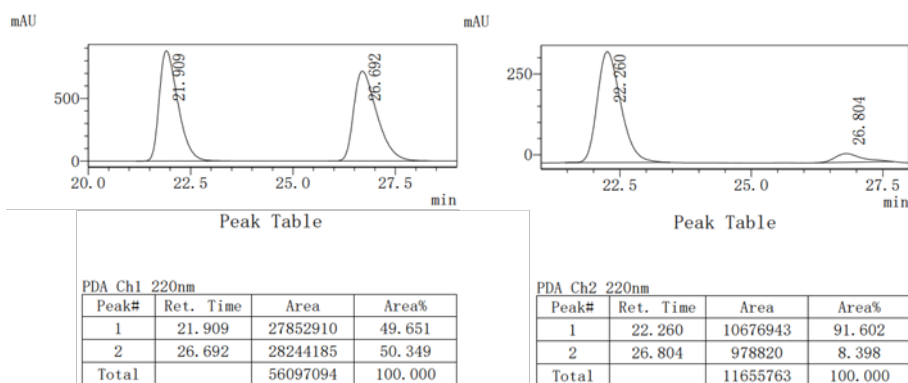 mAU
500
0
21.909
26.692
20.0 22.5 25.0 27.5
min
Peak Table
PDA Ch1 220nm
Peak# Ret. Time Area Area%
1 21.909 27852910 49.651
2 26.692 28244185 50.349
Total 56097094 100.000
mAU
250
0
22.260
26.804
22.5 25.0 27.5
min
Peak Table
PDA Ch2 220nm
Peak# Ret. Time Area Area%
1 22.260 10676943 91.602
2 26.804 978820 8.398
Total 11655763 100.000